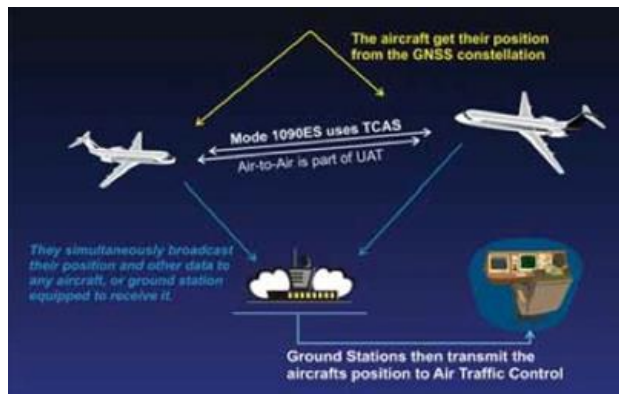 The aircraft get their position
from the GNSS constellation
Mode 1090ES uses TCAS
Air-to-Air is part of UAT
They simultaneously broadcast
their position and other data to
any aircraft, or ground station
equipped to receive it.
Ground Stations then transmit the
aircrafts position to Air Traffic Control